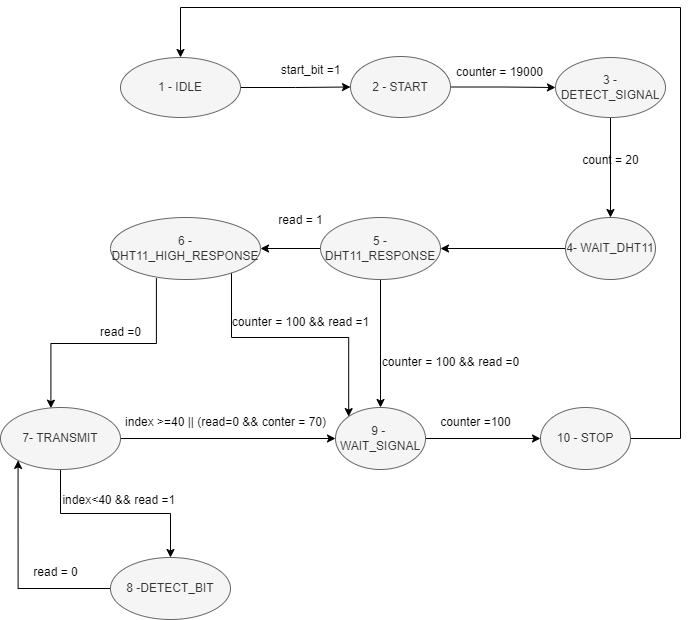 1 - IDLE
start_bit =1
2 - START
counter = 19000
3 -
DETECT_SIGNAL
count = 20
4- WAIT_DHT11
5 -
DHT11_RESPONSE
read = 1
6 -
DHT11_HIGH_RESPONSE
read =0
counter = 100 && read =1
counter = 100 && read =0
7- TRANSMIT
index >=40 || (read=0 && conter = 70)
9 -
WAIT_SIGNAL
counter =100
10 - STOP
index<40 && read =1
read = 0
8 -DETECT_BIT